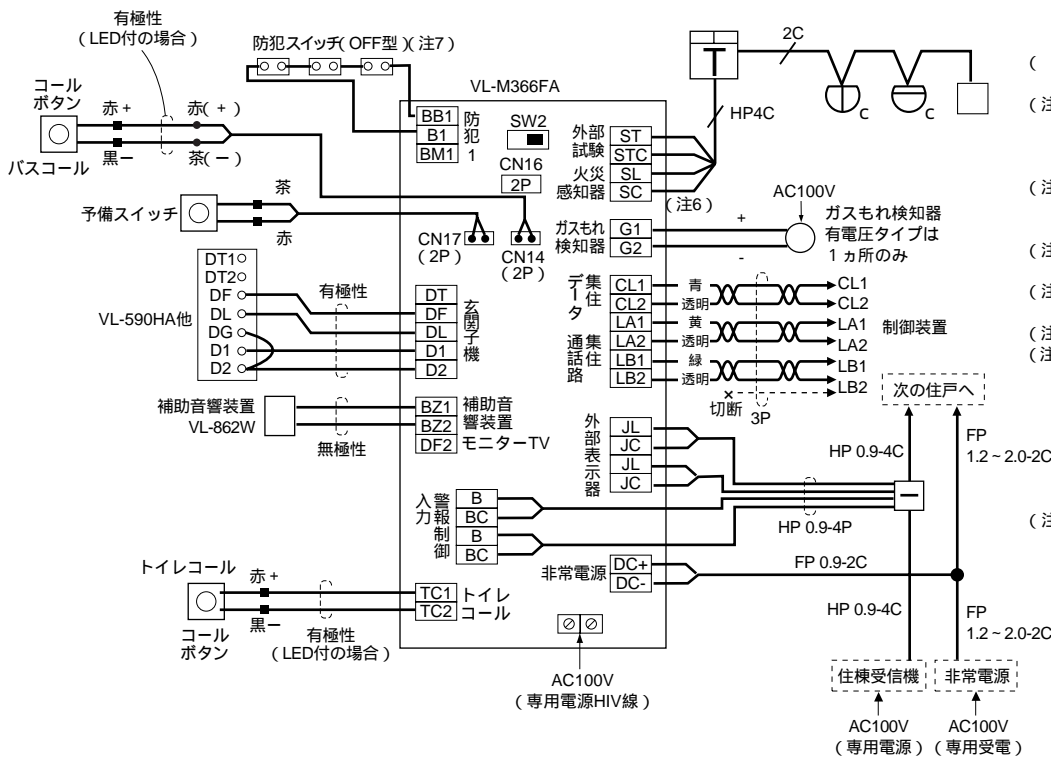 有極性
(LED付の場合)
コール
ボタン
赤+
赤(+)
黒ー
茶(ー)
バスコール
防犯スイッチ(OFF型)(注7)
VL-M366FA
BB1
B1
BM1
防犯1
SW2
CN16
2P
予備スイッチ
茶
赤
CN17
(2P)
CN14
(2P)
外部
試験
火災
感知器
ST
STC
SL
SC
(注6)
HP4C
2C
C
C
ガスもれ
検知器
G1
G2
+
-
AC100V
ガスもれ検知器
有電圧タイプは
1ヵ所のみ
DT1
DT2
DF
DL
DG
D1
D2
VL-590HA他
有極性
DT
DF
DL
D1
D2
玄関子機
集住
データ
CL1
CL2
集住
通話路
LA1
LA2
LB1
LB2
青
透明
黄
透明
緑
透明
CL1
CL2
LA1
LA2
LB1
LB2
制御装置
切断
3P
補助音響装置
VL-862W
無極性
BZ1
BZ2
DF2
補助音
響装置
モニターTV
外部表示器
JL
JC
JL
JC
次の住戸へ
HP 0.9-4C
FP
1.2~2.0-2C
警報制御
入力
B
BC
B
BC
HP 0.9-4P
非常電源
DC+
DC-
FP 0.9-2C
トイレコール
赤+
黒ー
コール
ボタン
有極性
(LED付の場合)
TC1
TC2
トイレ
コール
AC100V
(専用電源HIV線)
HP 0.9-4C
FP
1.2~2.0-2C
住棟受信機
非常電源
AC100V
(専用電源)
AC100V
(専用受電)
(
(注
(注
(注
(注
(注
(注
(注